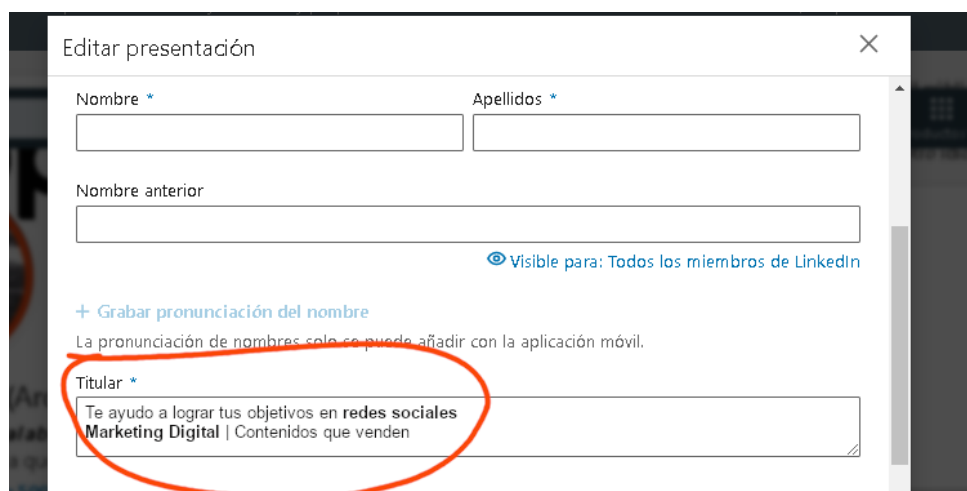 Editar presentación
Nombre *
Apellidos *
Nombre anterior
Visible para: Todos los miembros de LinkedIn
+ Grabar pronunciación del nombre
La pronunciación de nombres solo se puede añadir con la aplicación móvil.
Titular *
Te ayudo a lograr tus objetivos en redes sociales
Marketing Digital | Contenidos que venden